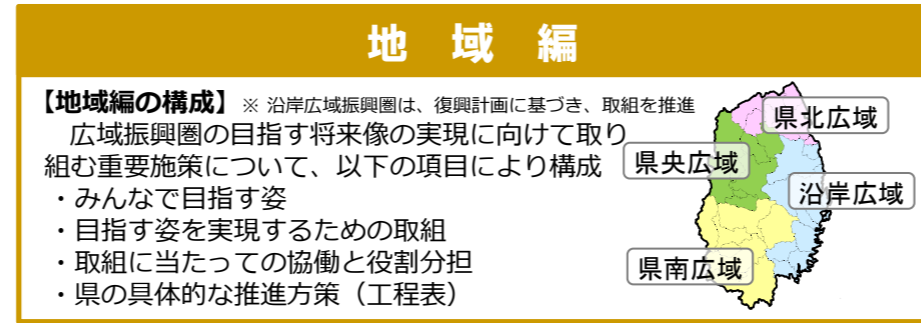 地 域 編
【地域編の構成】※ 沿岸広域振興圏は、復興計画に基づき、取組を推進
広域振興圏の目指す将来像の実現に向けて取り
組む重要施策について、以下の項目により構成
・みんなで目指す姿
・目指す姿を実現するための取組
・取組に当たっての協働と役割分担
・県の具体的な推進方策（工程表）
県北広域
県央広域
沿岸広域
県南広域